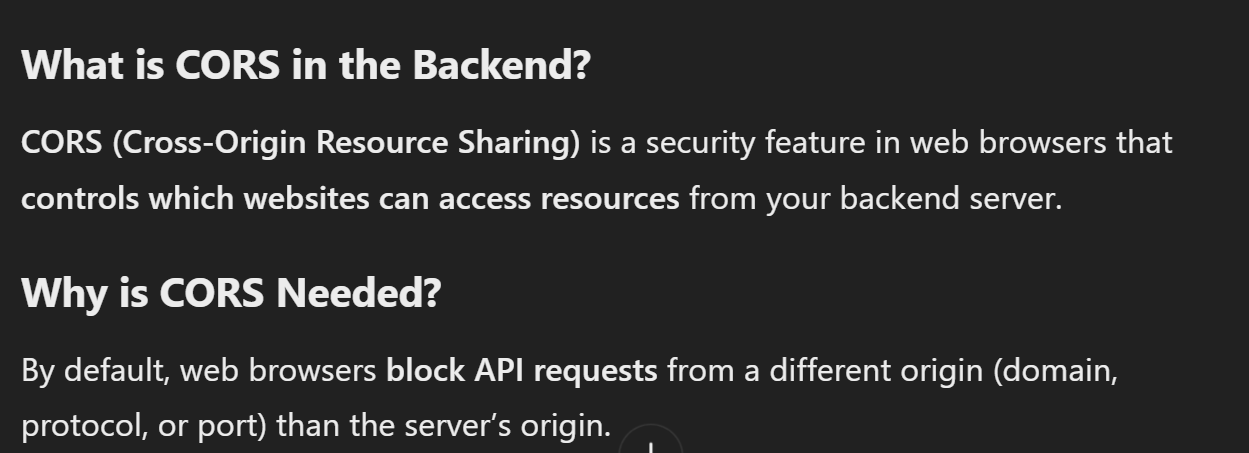 What is CORS in the Backend?
CORS (Cross-Origin Resource Sharing) is a security feature in web browsers that
controls which websites can access resources from your backend server.
Why is CORS Needed?
By default, web browsers block API requests from a different origin (domain,
protocol, or port) than the server’s origin.